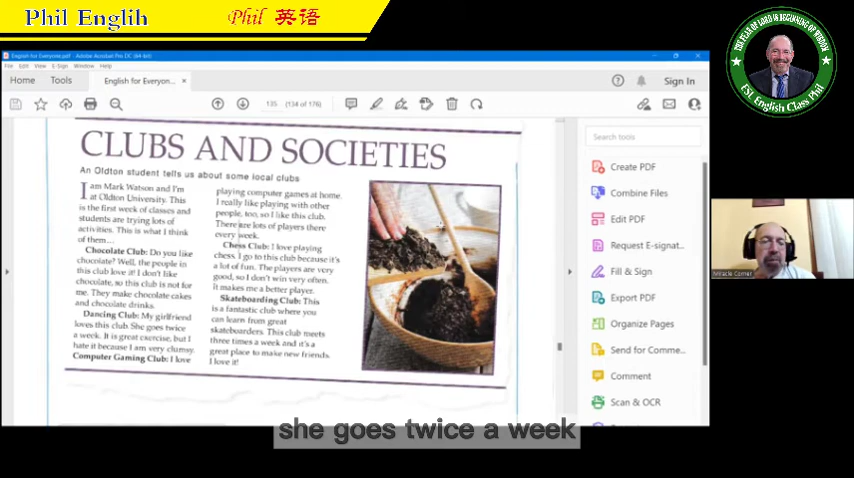 Phil Englih
Phil 英语
THE FEAR OF LORD IS BEGINNING OF WISDOM
ESL English Class Phil
English for Everyone.pdf - Adobe Acrobat Pro DC (64-bit)
File Edit View E-Sign Window Help
Home Tools English for Everyon... × Sign In
135 (134 of 176)
CLUBS AND SOCIETIES
An Oldton student tells us about some local clubs
I am Mark Watson and I'm
at Oldton University. This
is the first week of classes and
students are trying lots of
activities. This is what I think
of them....
Chocolate Club: Do you like
chocolate? Well, the people in
this club love it! I don't like
chocolate, so this club is not for
me. They make chocolate cakes
and chocolate drinks.
Dancing Club: My girlfriend
loves this club She goes twice
a week. It is great exercise, but I
hate it because I am very clumsy.
Computer Gaming Club: I love
playing computer games at home.
I really like playing with other
people, too, so I like this club.
There are lots of players there
every week.
Chess Club: I love playing
chess. I go to this club because it's
a lot of fun. The players are very
good, so I don't win very often.
It makes me a better player.
Skateboarding Club: This
is a fantastic club where you
can learn from great
skateboarders. This club meets
three times a week and it's a
great place to make new friends.
I love it!
Search tools
Create PDF
Combine Files
Edit PDF
Request E-signat...
Fill & Sign
Export PDF
Organize Pages
Send for Comme...
Comment
Scan & OCR
Miracle Corner
she goes twice a week